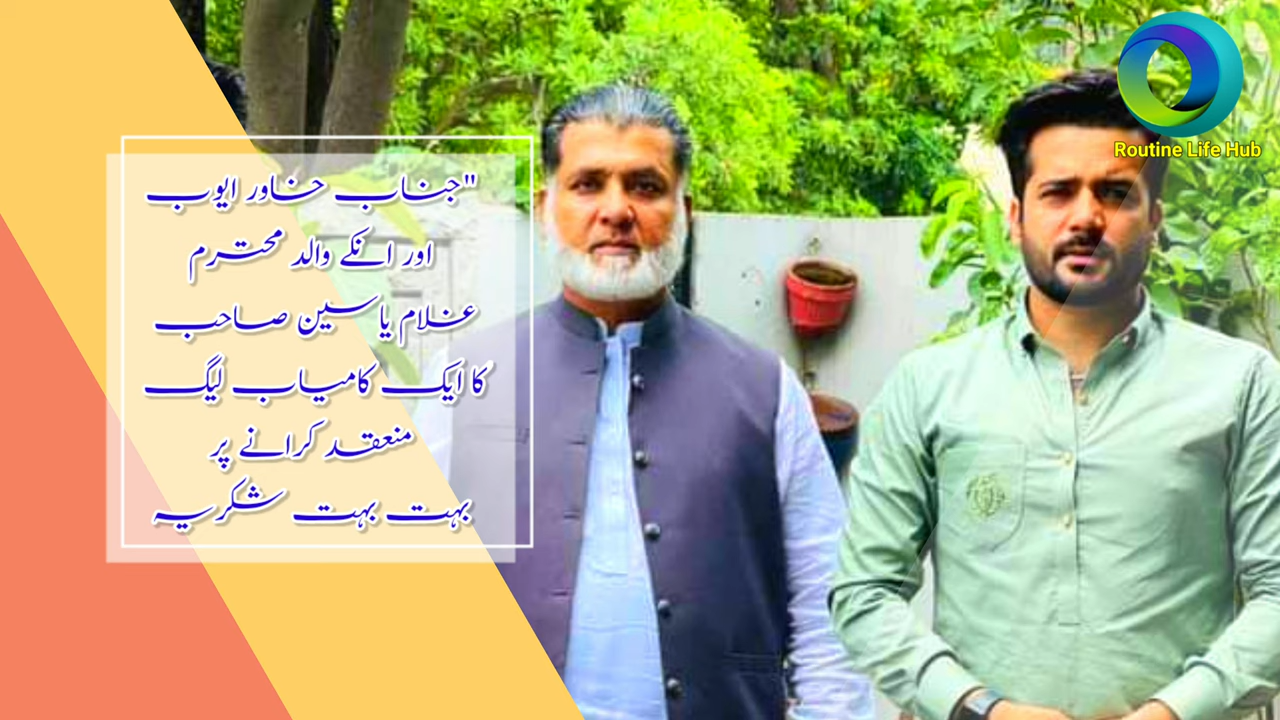 "جناب خاور ایوب
اور انکے والد محترم
غلام یاسین صاحب
کا ایک کامیاب لیگ
منعقد کرانے پر
بہت بہت شکریہ
Routine Life Hub